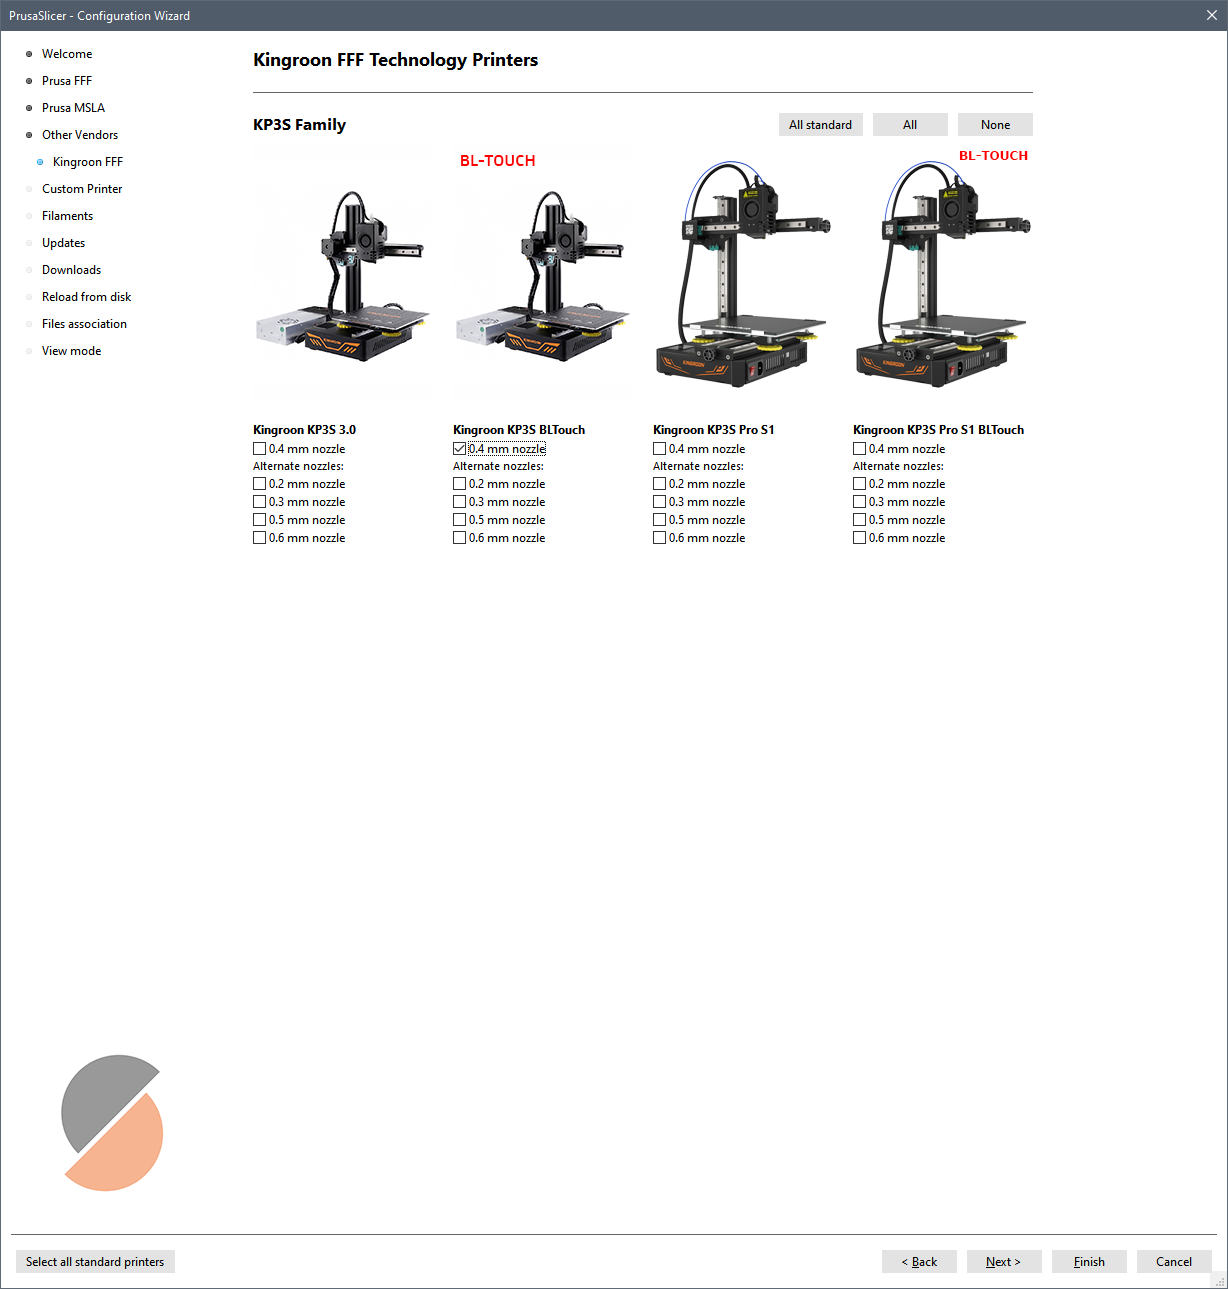 PrusaSlicer - Configuration Wizard
Welcome
Prusa FFF
Prusa MSLA
Other Vendors
Kingroon FFF
Custom Printer
Filaments
Updates
Downloads
Reload from disk
Files association
View mode
Kingroon FFF Technology Printers
KP3S Family
All standard
All
None
BL-TOUCH
BL-TOUCH
KINGROON
KINGROON
Kingroon KP3S 3.0
0.4 mm nozzle
Alternate nozzles:
0.2 mm nozzle
0.3 mm nozzle
0.5 mm nozzle
0.6 mm nozzle
Kingroon KP3S BLTouch
0.4 mm nozzle
Alternate nozzles:
0.2 mm nozzle
0.3 mm nozzle
0.5 mm nozzle
0.6 mm nozzle
Kingroon KP3S Pro S1
0.4 mm nozzle
Alternate nozzles:
0.2 mm nozzle
0.3 mm nozzle
0.5 mm nozzle
0.6 mm nozzle
Kingroon KP3S Pro S1 BLTouch
0.4 mm nozzle
Alternate nozzles:
0.2 mm nozzle
0.3 mm nozzle
0.5 mm nozzle
0.6 mm nozzle
Select all standard printers
< Back
Next >
Finish
Cancel